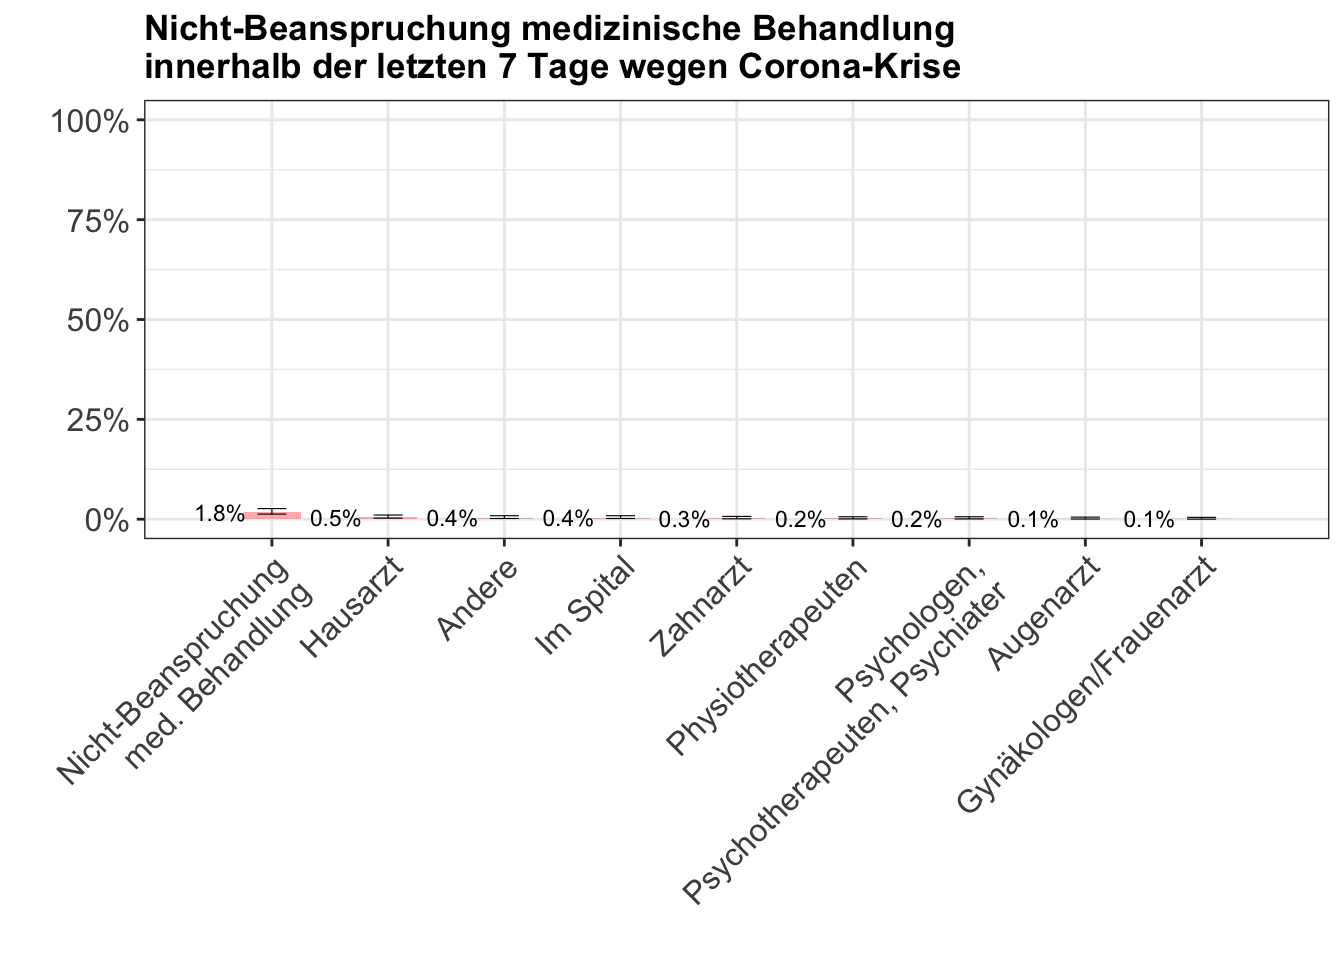 Nicht-Beanspruchung medizinische Behandlung
innerhalb der letzten 7 Tage wegen Corona-Krise
100%
75%
50%
25%
0%
1.8%
0.5%
0.4%
0.4%
0.3%
0.2%
0.2%
0.1%
0.1%
Nicht-Beanspruchung
med. Behandlung
Hausarzt
Andere
Im Spital
Zahnarzt
Physiotherapeuten
Psychologen,
Psychotherapeuten, Psychiater
Augenarzt
Gynäkologen/Frauenarzt